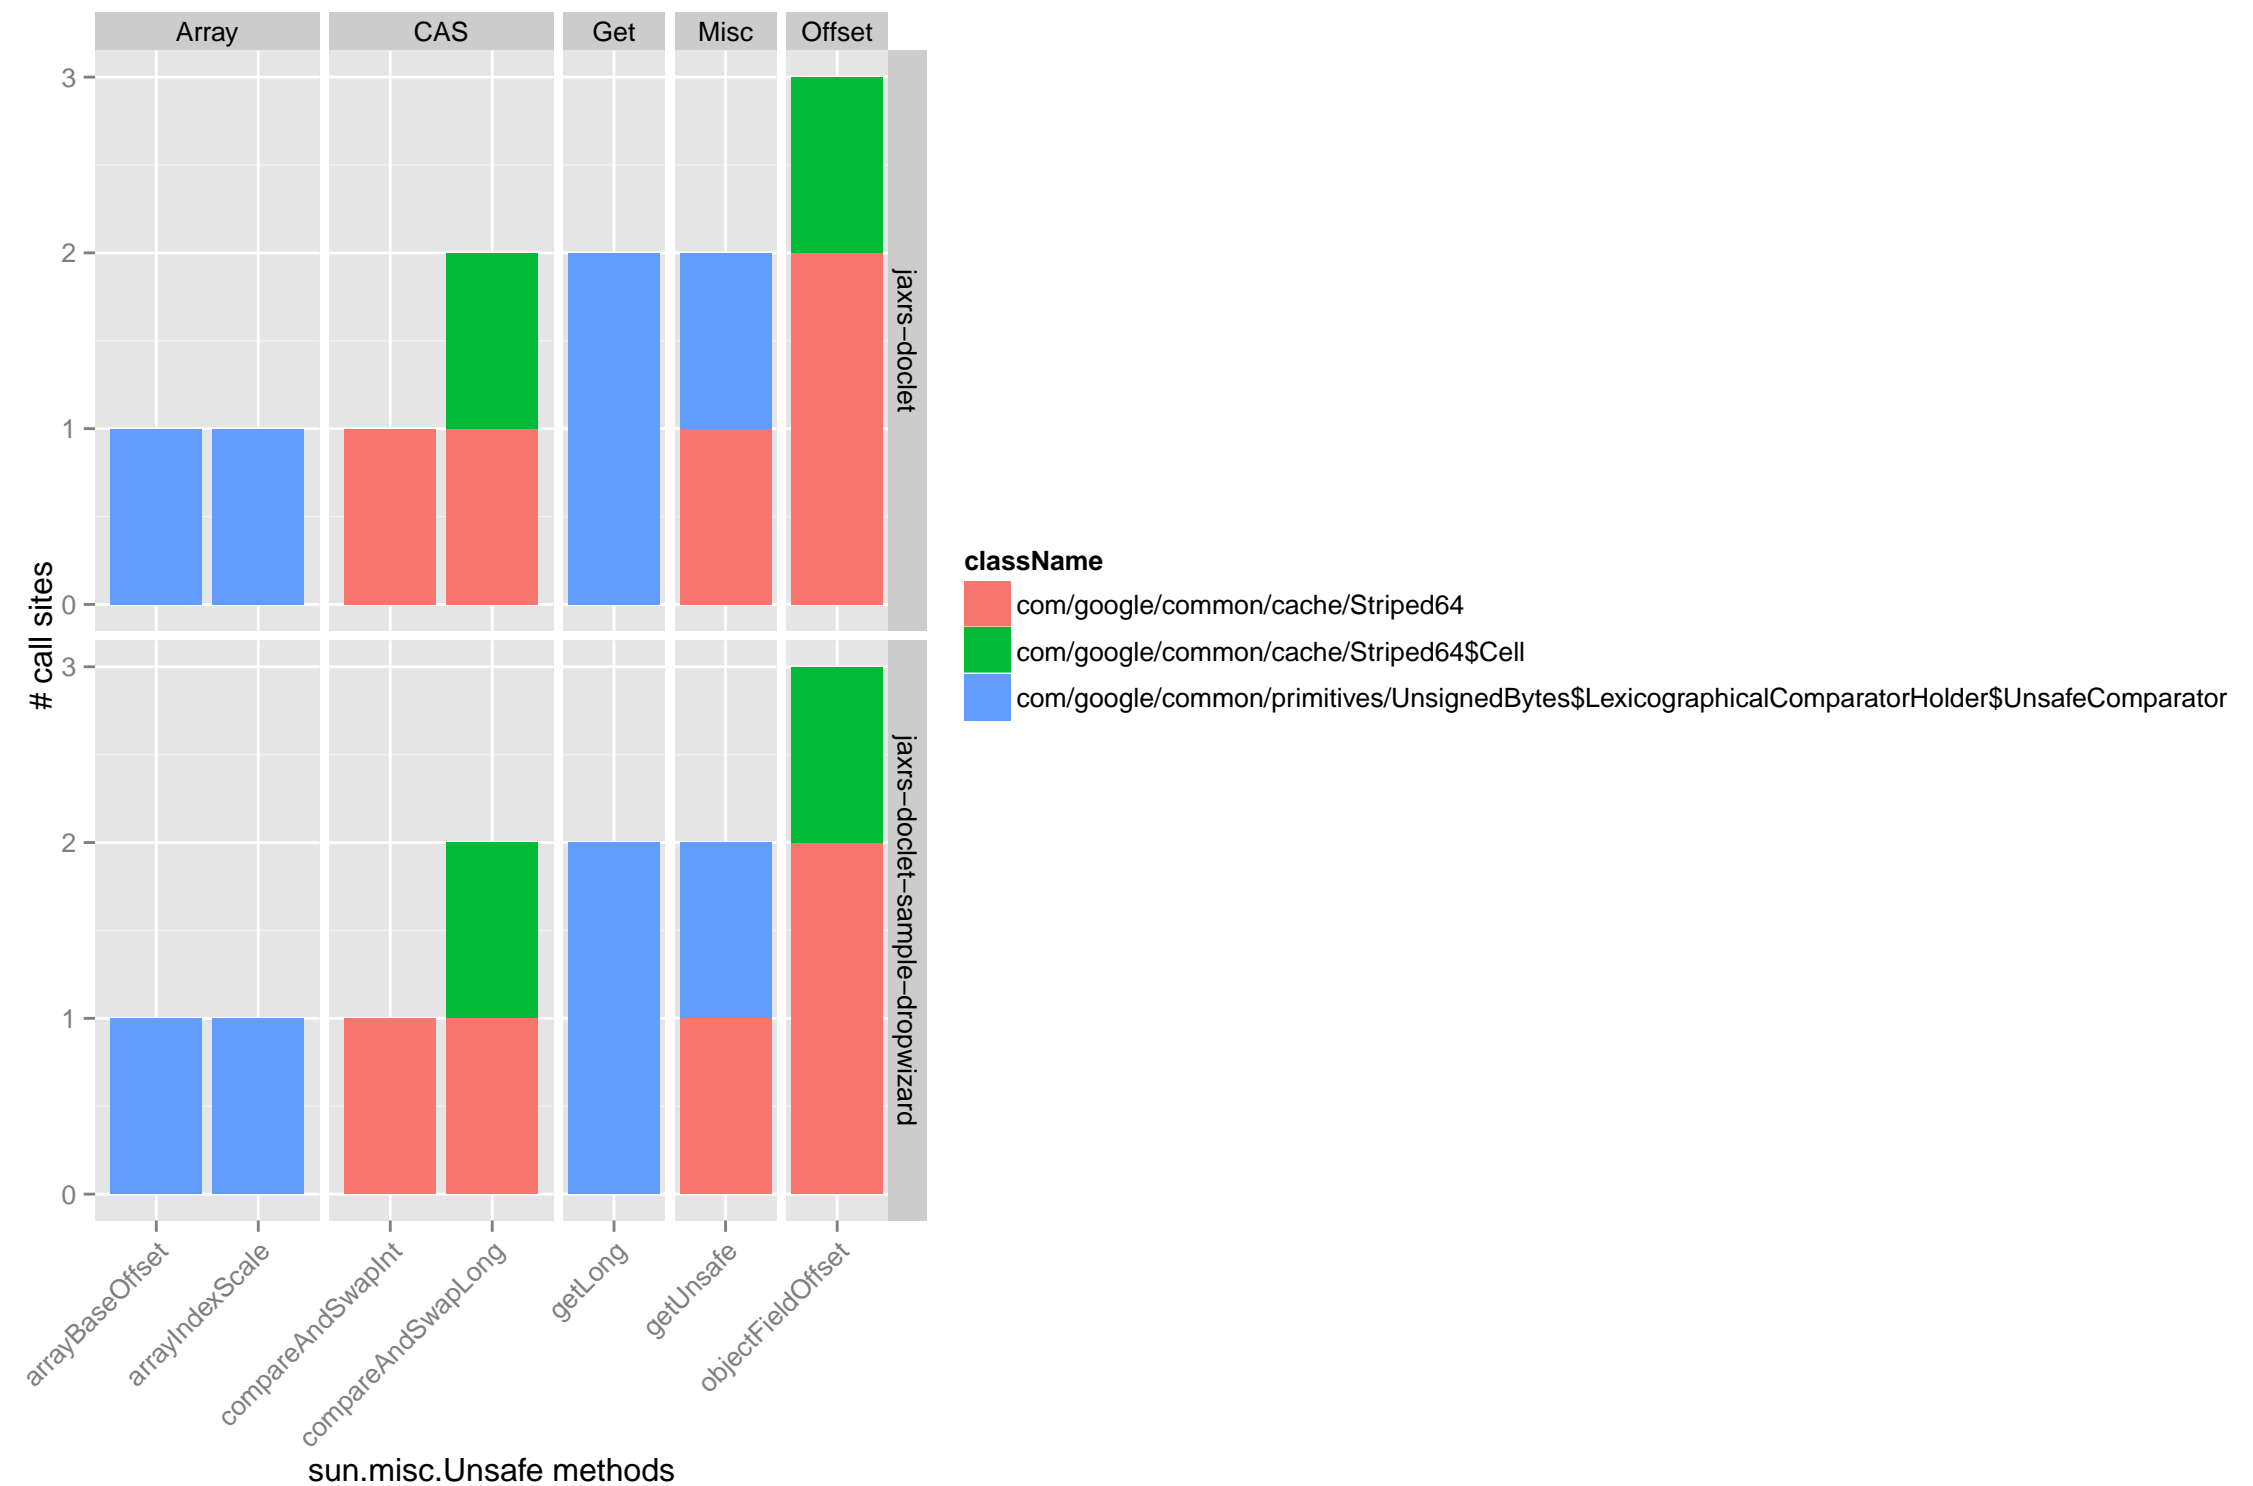 Array CAS Get Misc Offset
3
2
1
0
jaxrs−doclet
3
2
1
0
jaxrs−doclet−sample−dropwizard
# call sites
arrayBaseOffset
arrayIndexScale
compareAndSwapInt
compareAndSwapLong
getLong
getUnsafe
objectFieldOffset
sun.misc.Unsafe methods
className
com/google/common/cache/Striped64
com/google/common/cache/Striped64$Cell
com/google/common/primitives/UnsignedBytes$LexicographicalComparatorHolder$UnsafeComparator